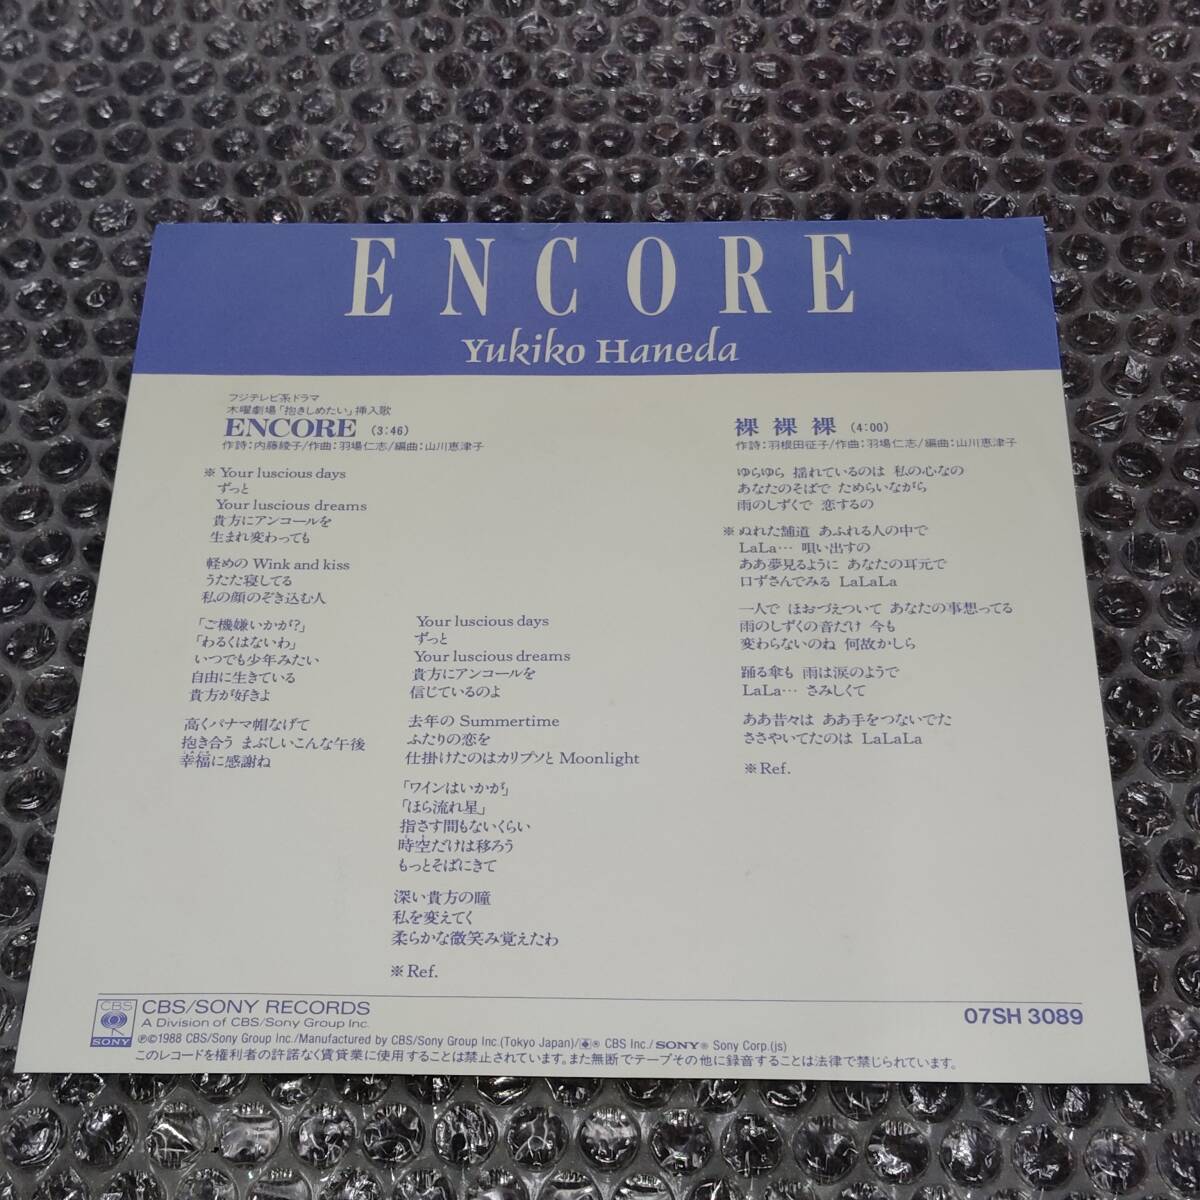 ENCORE
Yukiko Haneda
フジテレビ系ドラマ
木曜劇場「抱きしめたい」挿入歌
ENCORE (3:46)
作詩:内藤綾子/作曲:羽場仁志/編曲:山川恵津子
※ Your luscious days
ずっと
Your luscious dreams
貴方にアンコールを
生まれ変わっても
軽めの Wink and kiss
うたた寝してる
私の顔のぞき込む人
「ご機嫌いかが?」
「わるくはないわ」
いつでも少年みたい
自由に生きている
貴方が好きよ
高くパナマ帽なげて
抱き合う まぶしいこんな午後
幸福に感謝ね
Your luscious days
ずっと
Your luscious dreams
貴方にアンコールを
信じているのよ
去年の Summertime
ふたりの恋を
仕掛けたのはカリプソと Moonlight
「ワインはいかが」
「ほら流れ星」
指さす間もないくらい
時空だけは移ろう
もっとそばにきて
深い貴方の瞳
私を変えてく
柔らかな微笑み覚えたわ
※ Ref.
裸 裸 裸 (4:00)
作詩:羽根田征子/作曲:羽場仁志/編曲:山川恵津子
ゆらゆら 揺れているのは 私の心なの
あなたのそばで ためらいながら
雨のしずくで 恋するの
※ ぬれた舗道 あふれる人の中で
LaLa… 唄い出すの
ああ夢見るように あなたの耳元で
口ずさんでみる LaLaLa
一人で ほおづえついて あなたの事想ってる
雨のしずくの音だけ 今も
変わらないのね 何故かしら
踊る傘も 雨は涙のようで
LaLa… さみしくて
ああ昔々は ああ手をつないでた
ささやいてたのは LaLaLa
※ Ref.
CBS
SONY
CBS/SONY RECORDS
A Division of CBS/Sony Group Inc.
07SH 3089
℗©1988 CBS/Sony Group Inc./Manufactured by CBS/Sony Group Inc.(Tokyo Japan)/® CBS Inc./SONY® Sony Corp.(js)
このレコードを権利者の許諾なく賃貸業に使用することは禁止されています。また無断でテープその他に録音することは法律で禁じられています。